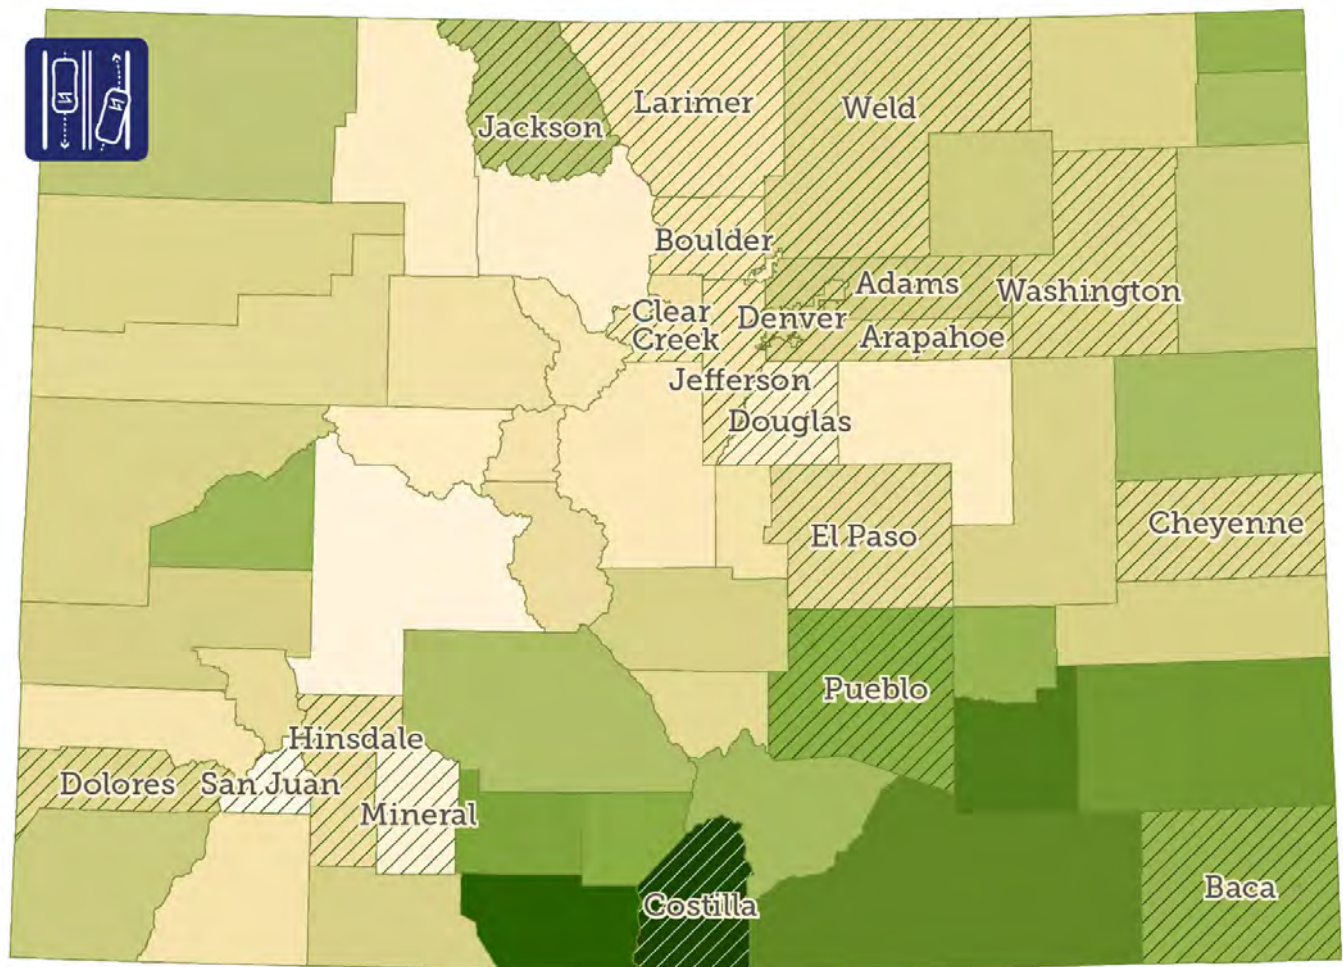 Jackson
Larimer
Weld
Boulder
Adams
Washington
Clear
Creek
Denver
Arapahoe
Jefferson
Douglas
El Paso
Cheyenne
Pueblo
Hinsdale
Dolores
San Juan
Mineral
Costilla
Baca